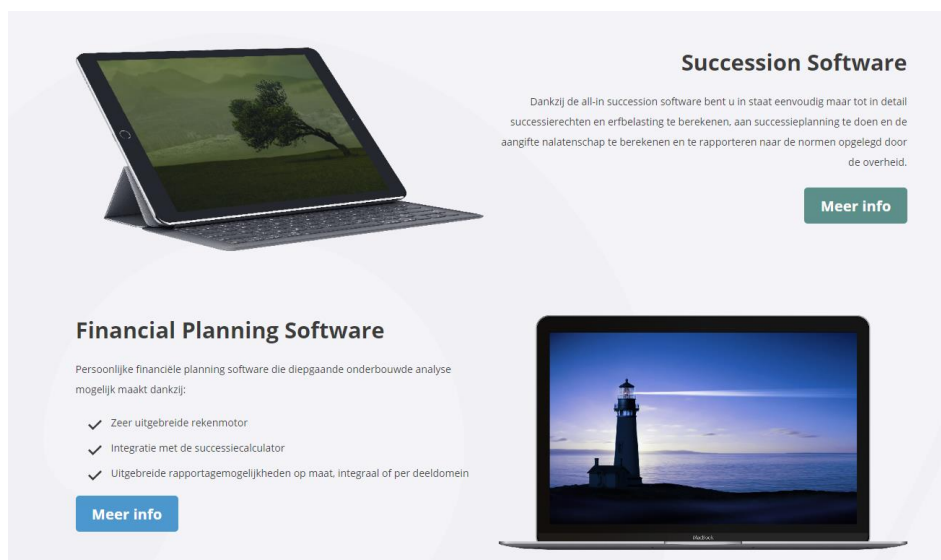 Succession Software
Dankzij de all-in succession software bent u in staat eenvoudig maar tot in detail
successierechten en erfbelasting te berekenen, aan successieplanning te doen en de
aangifte nalatenschap te berekenen en te rapporteren naar de normen opgelegd door
de overheid.
Meer info
Financial Planning Software
Persoonlijke financiële planning software die diepgaande onderbouwde analyse
mogelijk maakt dankzij:
Zeer uitgebreide rekenmotor
Integratie met de successiecalculator
Uitgebreide rapportagemogelijkheden op maat, integraal of per deeldomein
Meer info